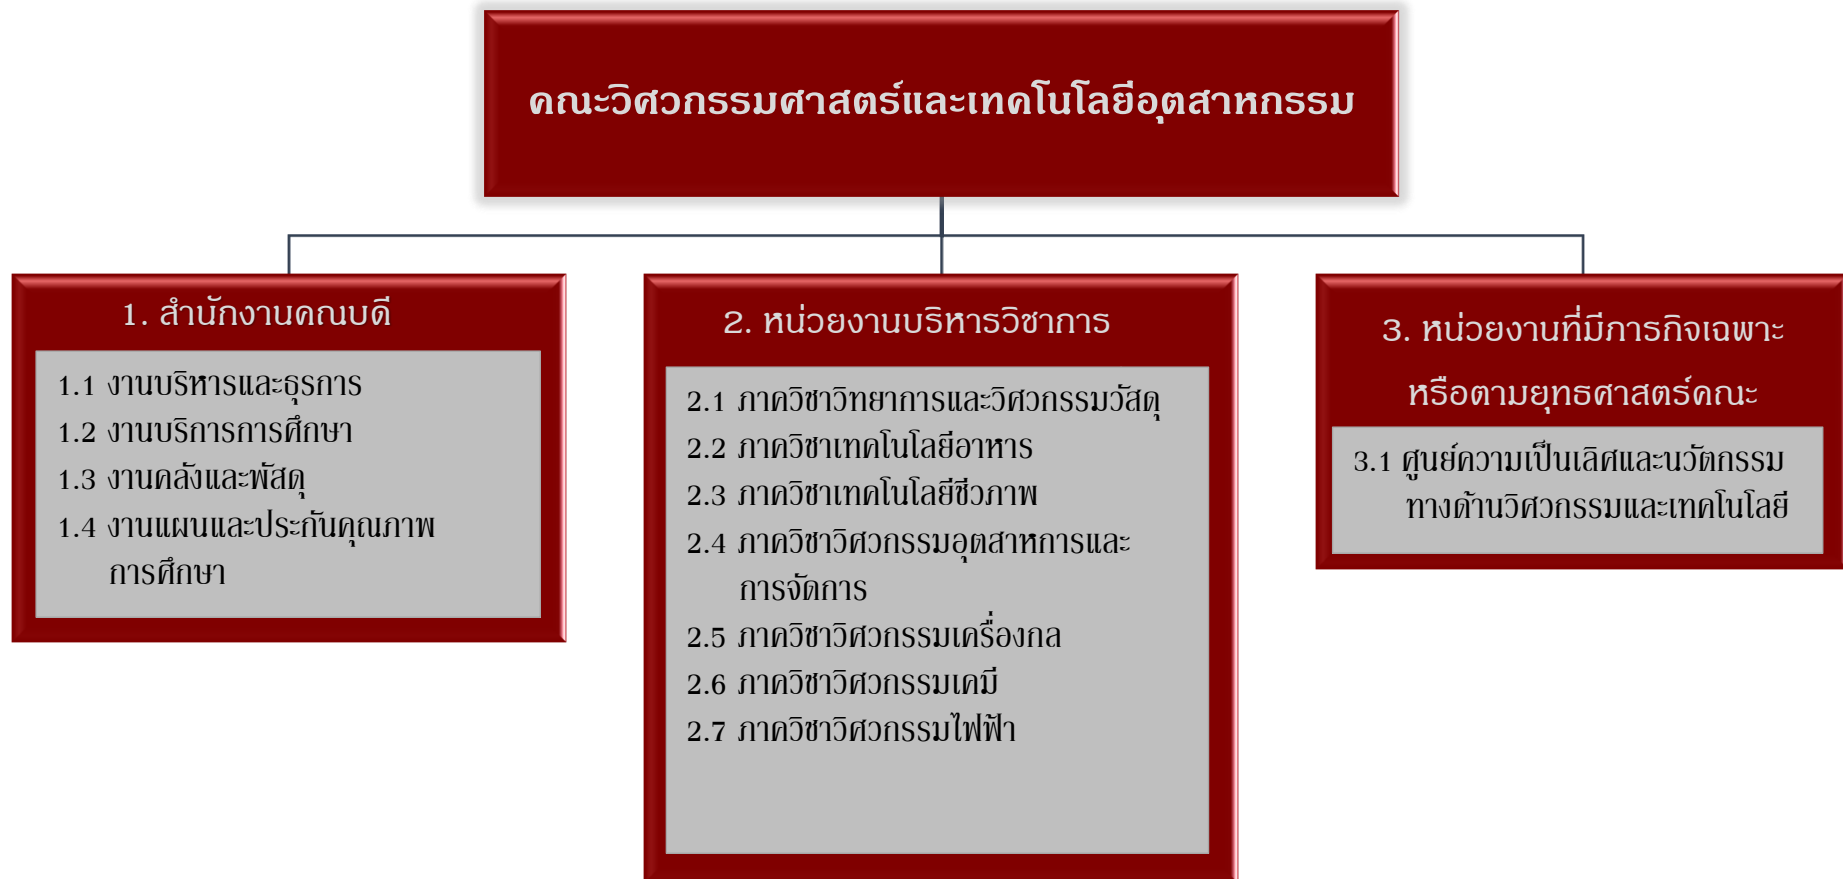 คณะวิศวกรรมศาสตร์และเทคโนโลยีอุตสาหกรรม
1. สำนักงานคณบดี
1.1 งานบริหารและธุรการ
1.2 งานบริการการศึกษา
1.3 งานคลังและพัสดุ
1.4 งานแผนและประกันคุณภาพ
การศึกษา
2. หน่วยงานบริหารวิชาการ
2.1 ภาควิชาวิทยาการและวิศวกรรมวัสดุ
2.2 ภาควิชาเทคโนโลยีอาหาร
2.3 ภาควิชาเทคโนโลยีชีวภาพ
2.4 ภาควิชาวิศวกรรมอุตสาหการและ
การจัดการ
2.5 ภาควิชาวิศวกรรมเครื่องกล
2.6 ภาควิชาวิศวกรรมเคมี
2.7 ภาควิชาวิศวกรรมไฟฟ้า
3. หน่วยงานที่มีภารกิจเฉพาะ
หรือตามยุทธศาสตร์คณะ
3.1 ศูนย์ความเป็นเลิศและนวัตกรรม
ทางด้านวิศวกรรมและเทคโนโลยี